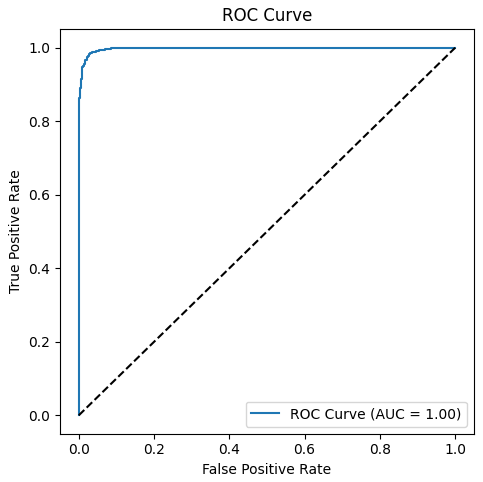 ROC Curve
1.0
0.8
0.6
0.4
0.2
0.0
True Positive Rate
ROC Curve (AUC = 1.00)
0.0 0.2 0.4 0.6 0.8 1.0
False Positive Rate